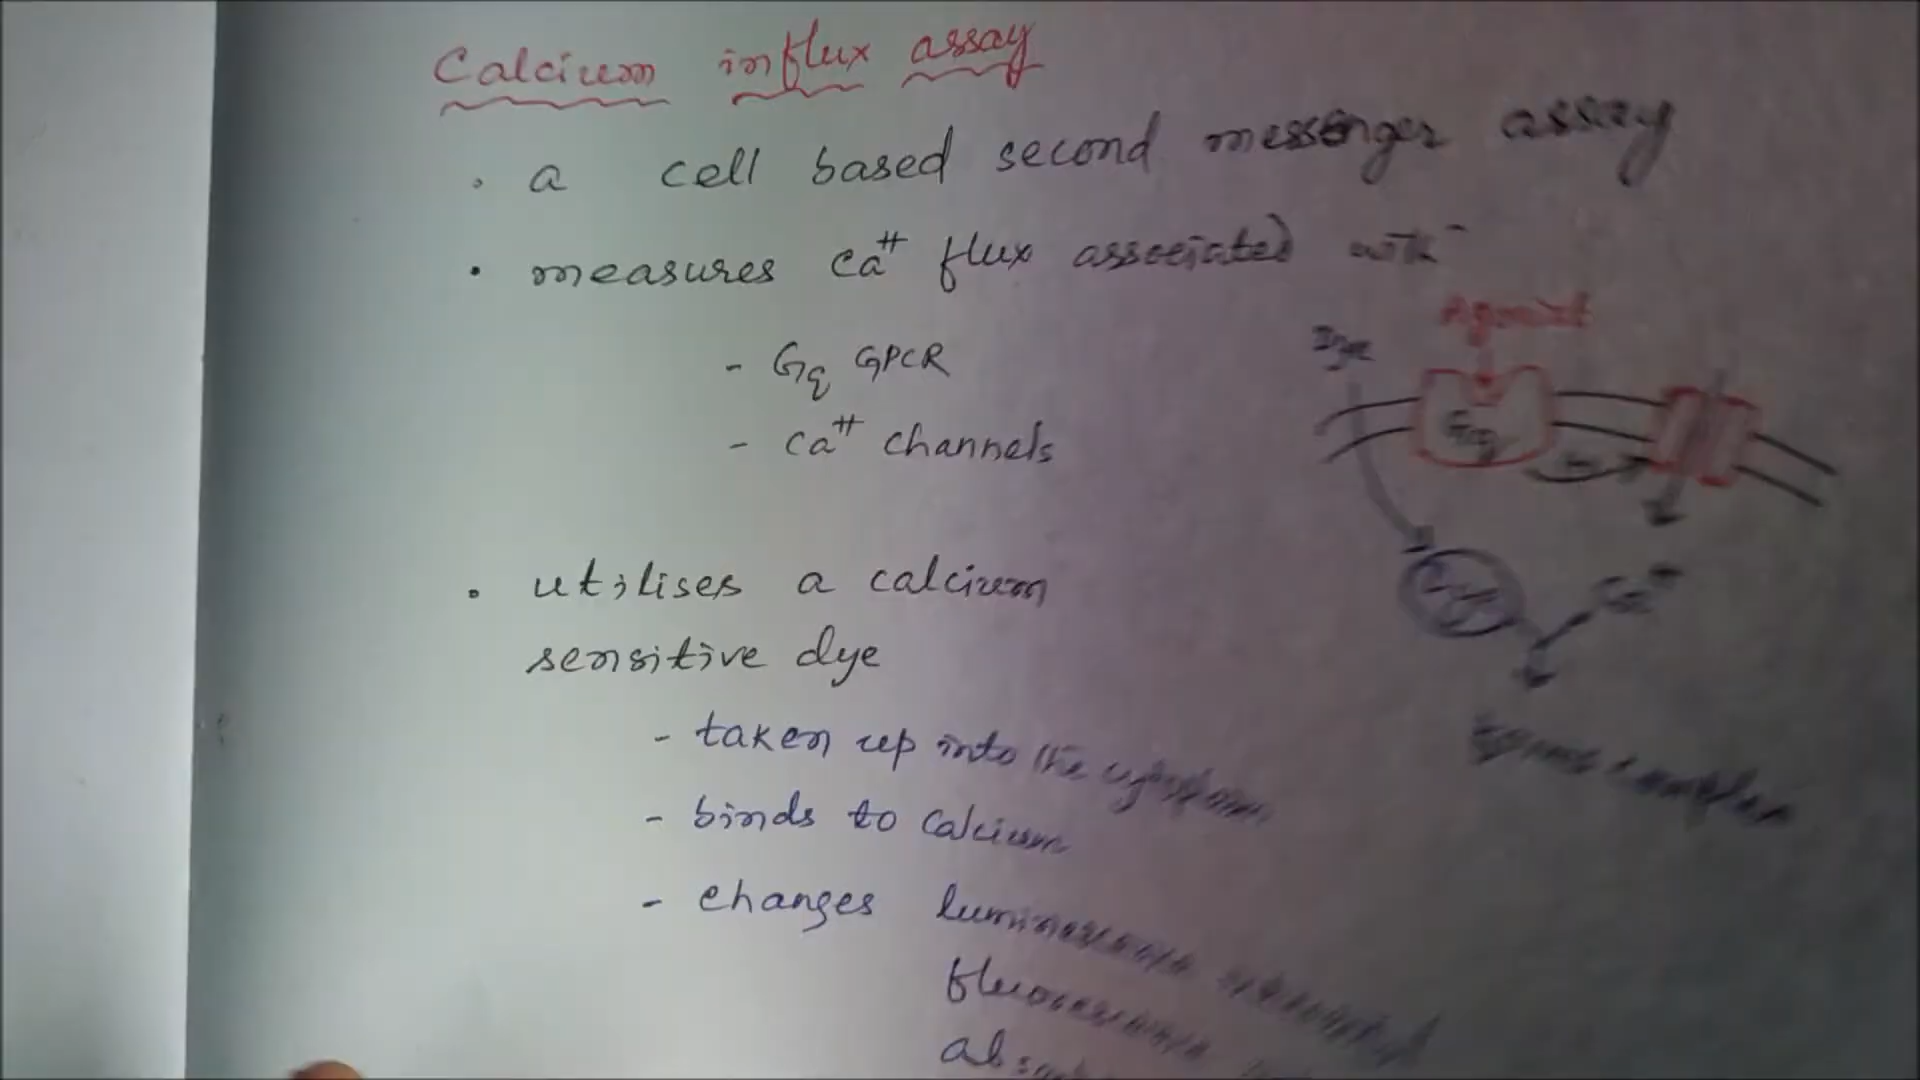 Calcium influx assay
. a cell based second messenger assay
. measures Ca++ flux associated with -
- Gq GPCR
- Ca++ channels
Agonist
Dye
Gq
. utilises a calcium
sensitive dye
Ca++
- taken up into the cytoplasm
- binds to calcium
- changes luminescence
fluorescence